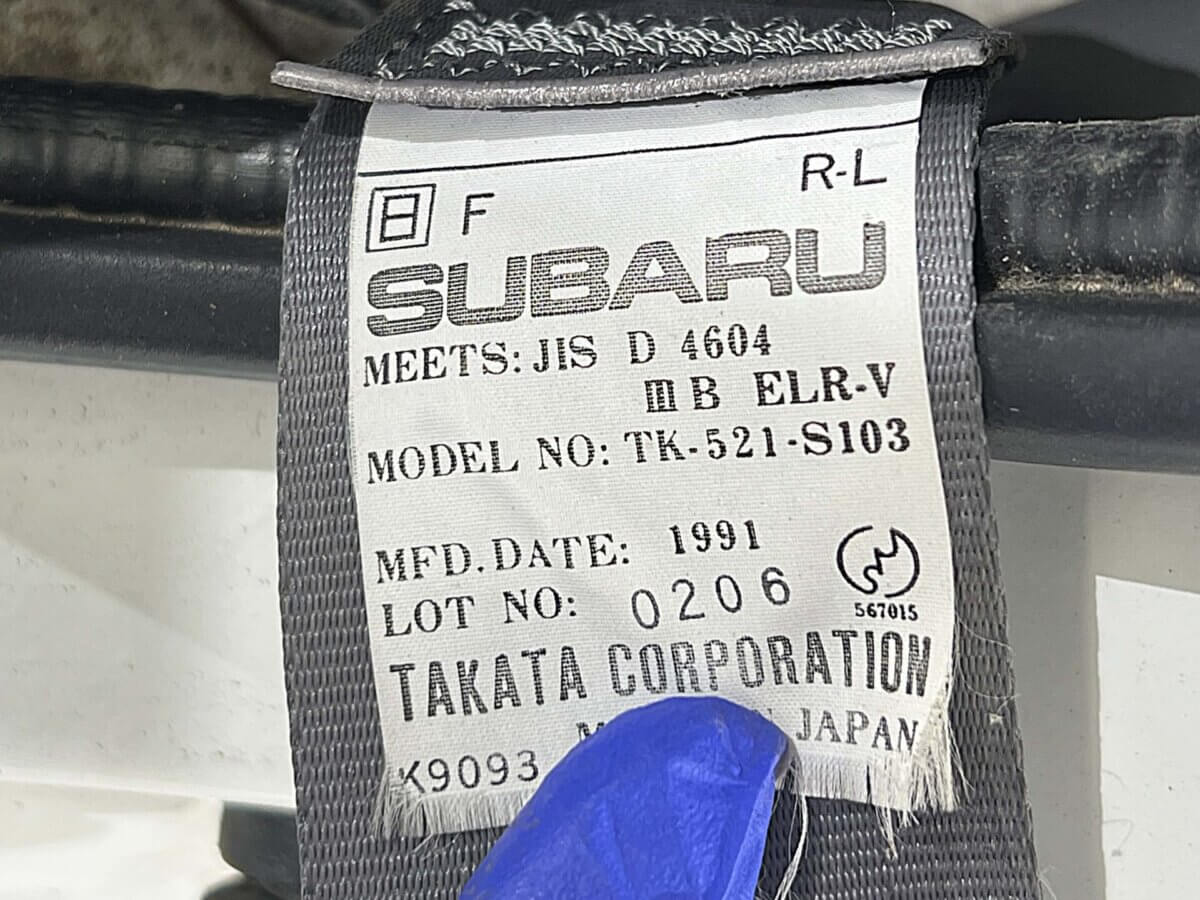 日 F R-L
SUBARU
MEETS: JIS D 4604
III B ELR-V
MODEL NO: TK-521-S103
MFD. DATE: 1991
LOT NO: 0206
567015
TAKATA CORPORATION
JAPAN
K9093